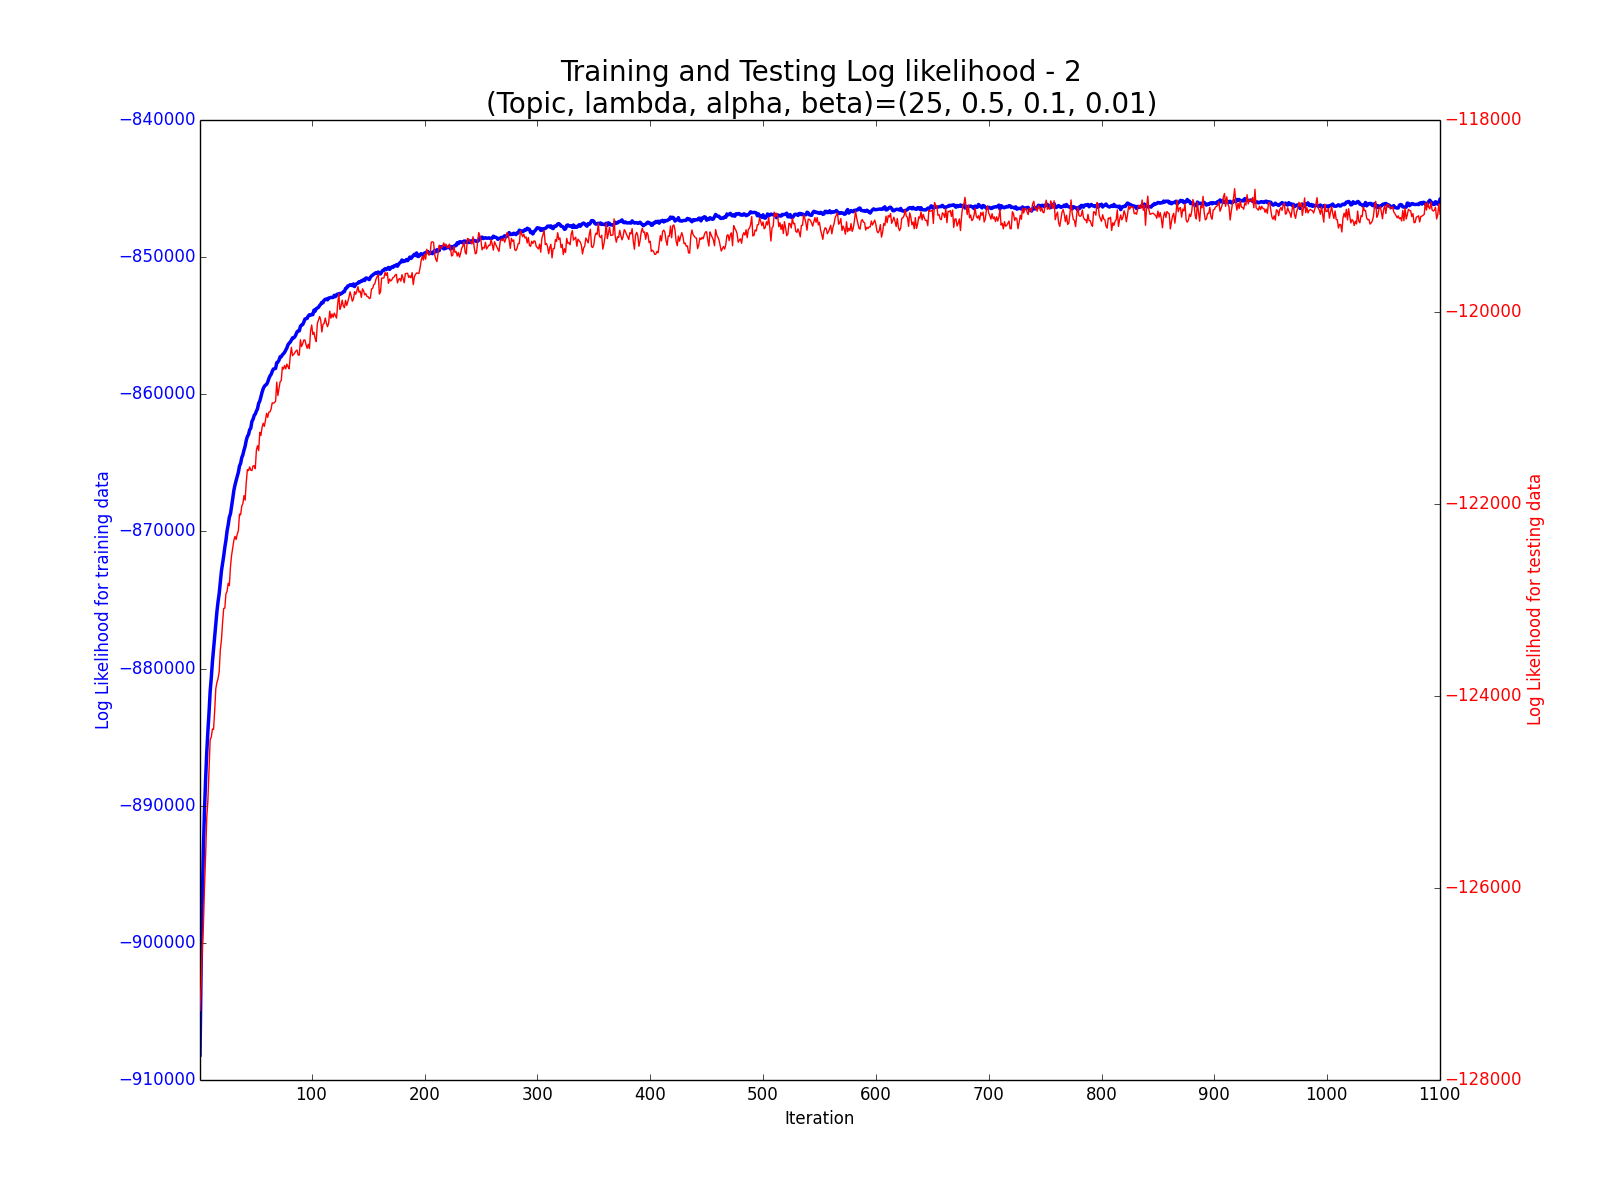 Training and Testing Log likelihood - 2
(Topic, lambda, alpha, beta)=(25, 0.5, 0.1, 0.01)
−840000
−850000
−860000
−870000
−880000
−890000
−900000
−910000
Log Likelihood for training data
−118000
−120000
−122000
−124000
−126000
−128000
Log Likelihood for testing data
100 200 300 400 500 600 700 800 900 1000 1100
Iteration